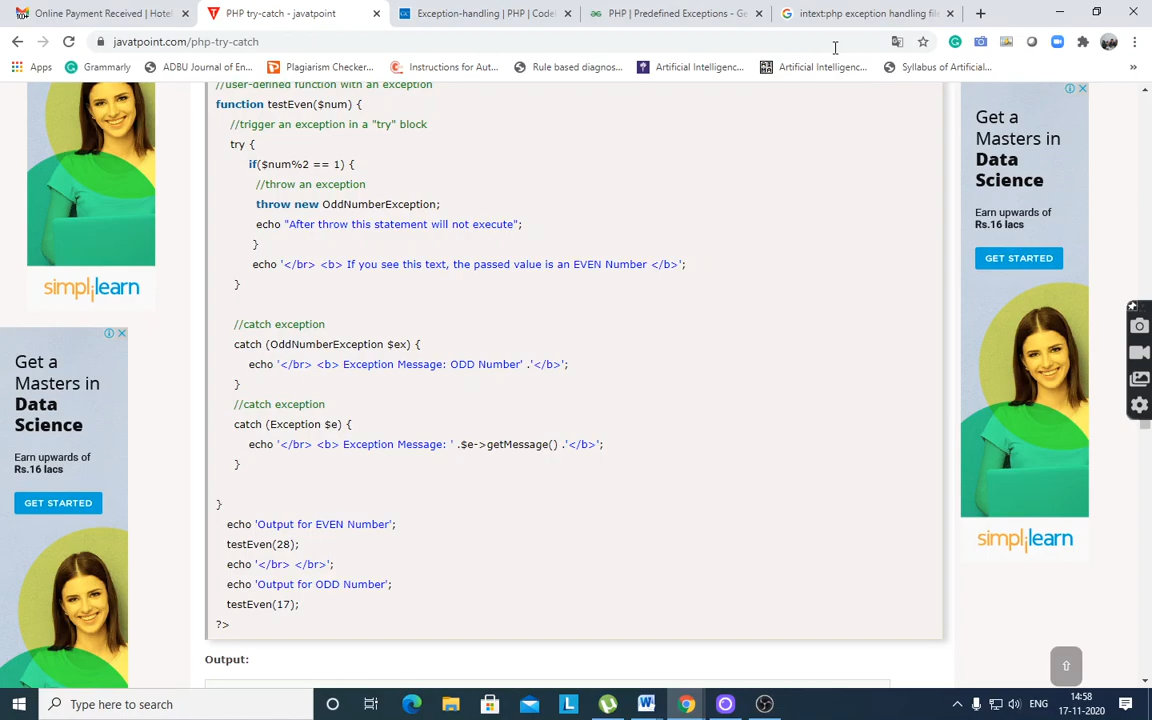 Online Payment Received | Hotel
PHP try-catch - javatpoint
Exception-handling | PHP | Codel
PHP | Predefined Exceptions - Ge
intext:php exception handling file
javatpoint.com/php-try-catch
Apps
Grammarly
ADBU Journal of En...
Plagiarism Checker...
Instructions for Aut...
Rule based diagnos...
Artificial Intelligenc...
Artificial Intelligenc...
Syllabus of Artificial...
//user-defined function with an exception
function testEven($num) {
//trigger an exception in a "try" block
try {
if($num%2 == 1) {
//throw an exception
throw new OddNumberException;
echo "After throw this statement will not execute";
}
echo '</br> <b> If you see this text, the passed value is an EVEN Number </b>';
}
//catch exception
catch (OddNumberException $ex) {
echo '</br> <b> Exception Message: ODD Number' .'</b>';
}
//catch exception
catch (Exception $e) {
echo '</br> <b> Exception Message: ' .$e->getMessage() .'</b>';
}
}
echo 'Output for EVEN Number';
testEven(28);
echo '</br> </br>';
echo 'Output for ODD Number';
testEven(17);
?>
Output:
simplilearn
Get a
Masters in
Data
Science
Earn upwards of
Rs.16 lacs
GET STARTED
Get a
Masters in
Data
Science
Earn upwards of
Rs.16 lacs
GET STARTED
simplilearn
Type here to search
ENG
14:58
17-11-2020